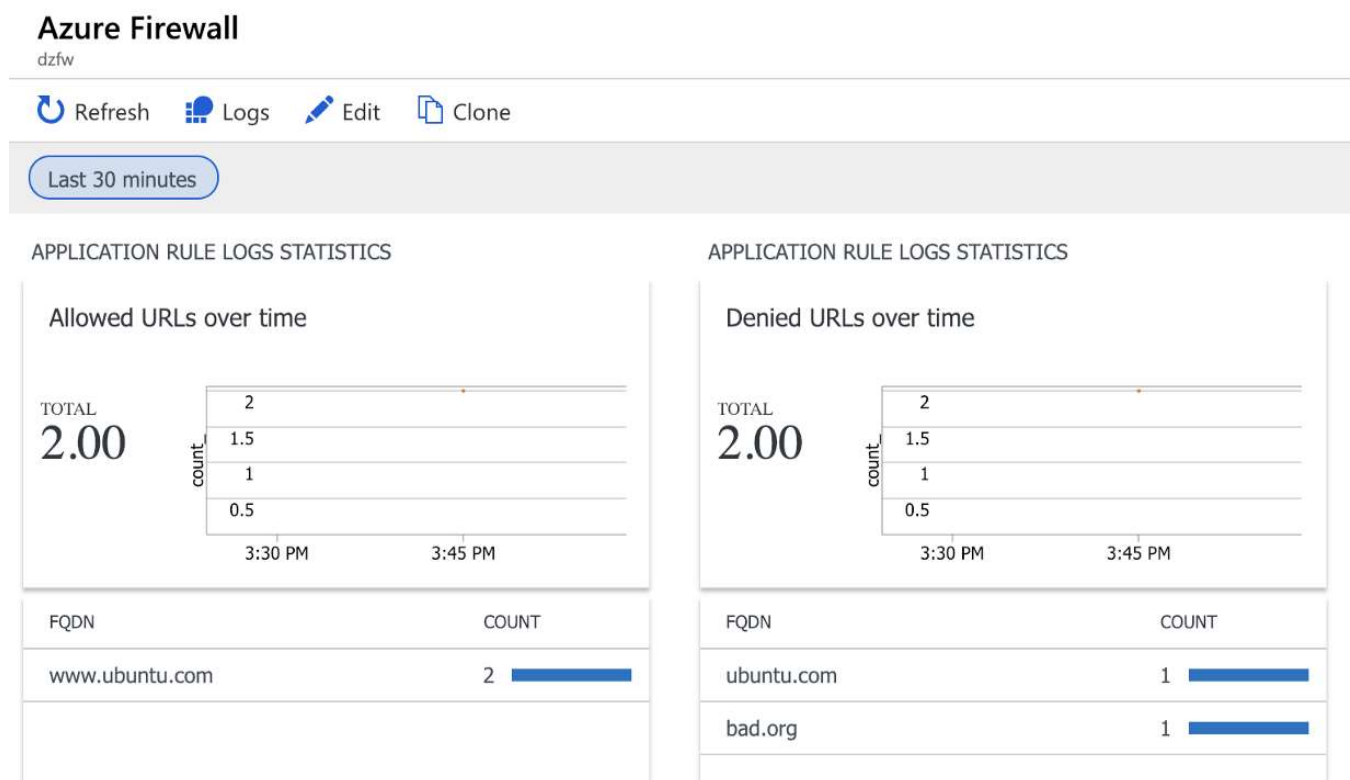 Azure Firewall
dzfw
Refresh Logs Edit Clone
Last 30 minutes
APPLICATION RULE LOGS STATISTICS
Allowed URLs over time
TOTAL
2.00
count_
2
1.5
1
0.5
3:30 PM 3:45 PM
FQDN COUNT
www.ubuntu.com 2
APPLICATION RULE LOGS STATISTICS
Denied URLs over time
TOTAL
2.00
count_
2
1.5
1
0.5
3:30 PM 3:45 PM
FQDN COUNT
ubuntu.com 1
bad.org 1